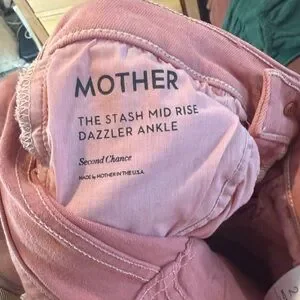 MOTHER
THE STASH MID RISE
DAZZLER ANKLE
Second Chance
MADE by MOTHER IN THE U.S.A.